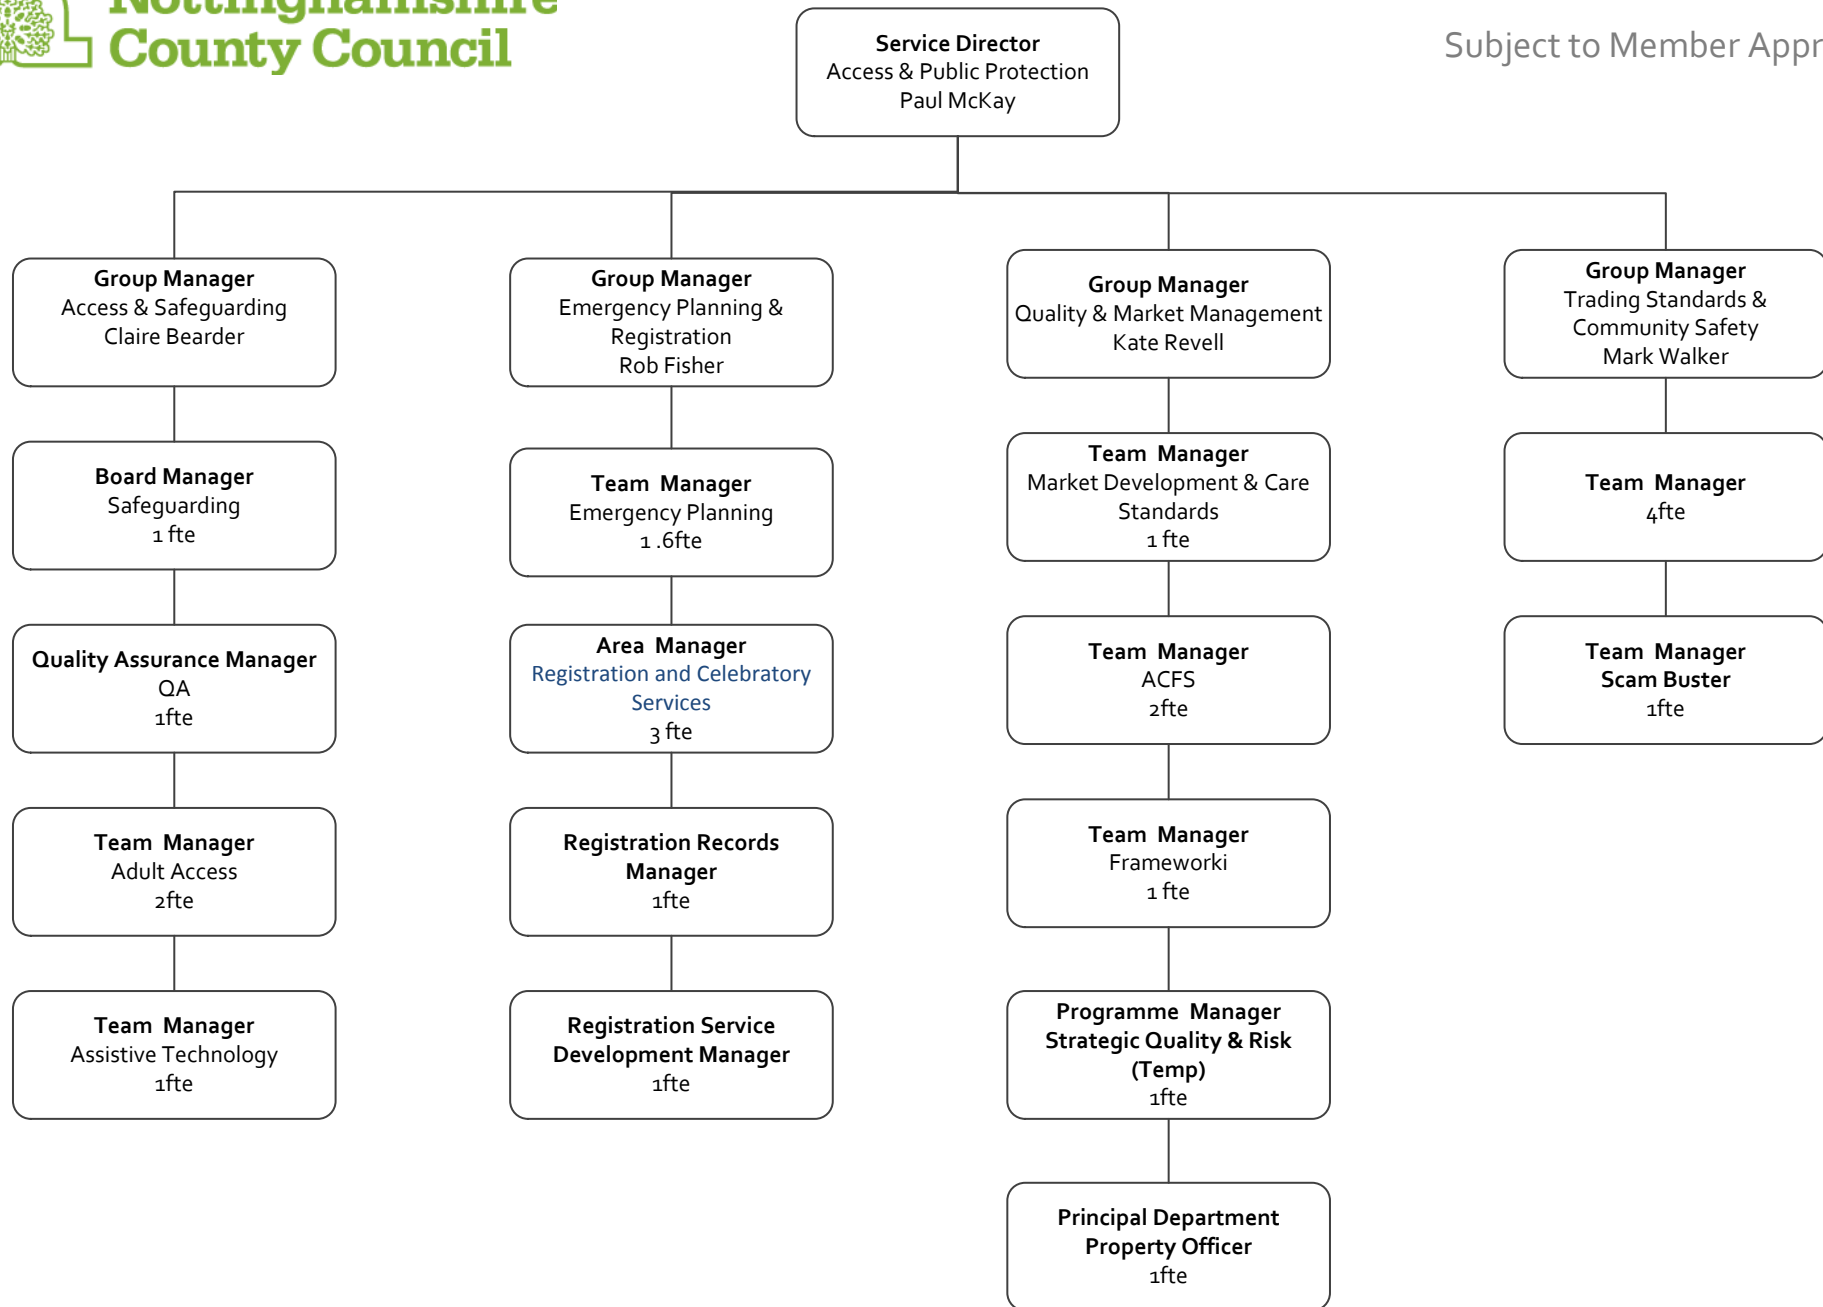 Nottinghamshire
County Council
Subject to Member Appr
Service Director
Access & Public Protection
Paul McKay
Group Manager
Access & Safeguarding
Claire Bearder
Group Manager
Emergency Planning &
Registration
Rob Fisher
Group Manager
Quality & Market Management
Kate Revell
Group Manager
Trading Standards &
Community Safety
Mark Walker
Board Manager
Safeguarding
1 fte
Team Manager
Emergency Planning
1 .6fte
Team Manager
Market Development & Care
Standards
1 fte
Team Manager
4fte
Quality Assurance Manager
QA
1fte
Area Manager
Registration and Celebratory
Services
3 fte
Team Manager
ACFS
2fte
Team Manager
Scam Buster
1fte
Team Manager
Adult Access
2fte
Registration Records
Manager
1fte
Team Manager
Frameworki
1 fte
Team Manager
Assistive Technology
1fte
Registration Service
Development Manager
1fte
Programme Manager
Strategic Quality & Risk
(Temp)
1fte
Principal Department
Property Officer
1fte